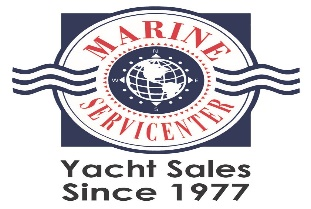 MARINE
N
W E
S
SERVICENTER
Yacht Sales
Since 1977